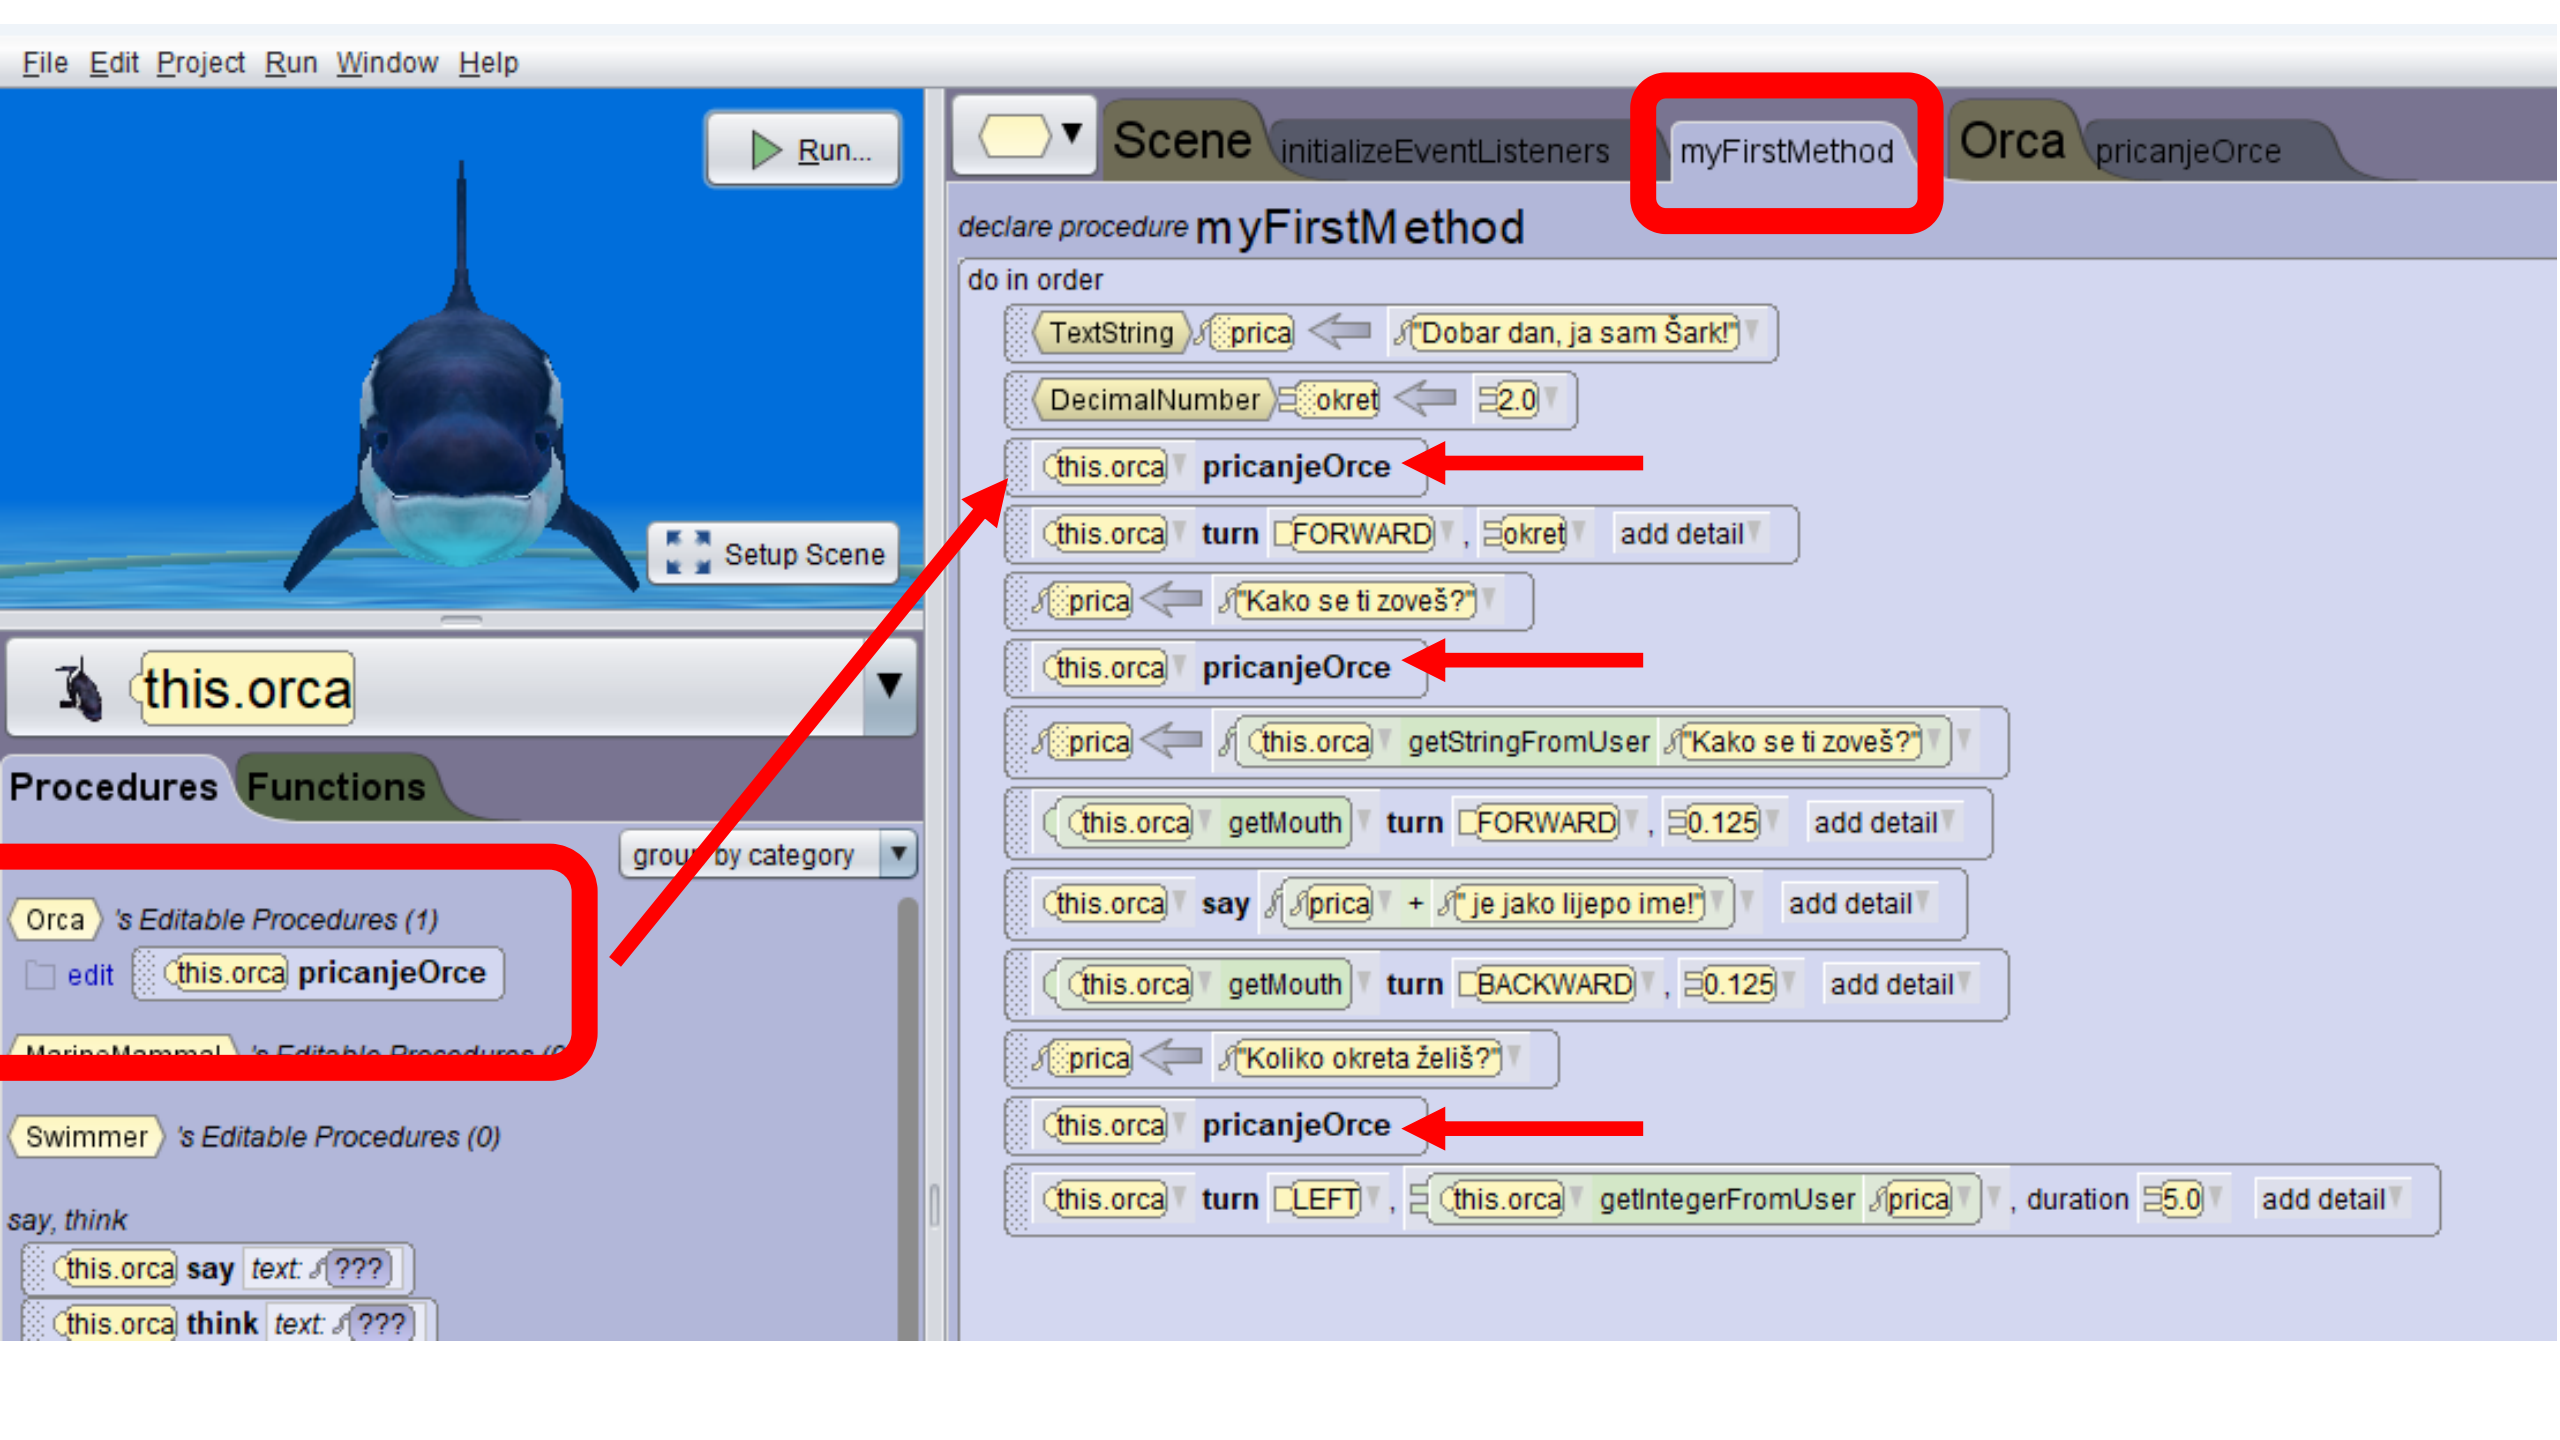 File Edit Project Run Window Help
Run...
Setup Scene
this.orca
Procedures Functions
group by category
Orca 's Editable Procedures (1)
edit this.orca pricanjeOrce
MarineMammal 's Editable Procedures (0
Swimmer 's Editable Procedures (0)
say, think
this.orca say text: ???
this.orca think text: ???
Scene initializeEventListeners myFirstMethod Orca pricanjeOrce
declare procedure myFirstMethod
do in order
TextString prica "Dobar dan, ja sam Šark!"
DecimalNumber okret 2.0
this.orca pricanjeOrce
this.orca turn FORWARD , okret add detail
prica "Kako se ti zoveš?"
this.orca pricanjeOrce
prica this.orca getStringFromUser "Kako se ti zoveš?"
this.orca getMouth turn FORWARD , 0.125 add detail
this.orca say prica + " je jako lijepo ime!" add detail
this.orca getMouth turn BACKWARD , 0.125 add detail
prica "Koliko okreta želiš?"
this.orca pricanjeOrce
this.orca turn LEFT , this.orca getIntegerFromUser prica , duration 5.0 add detail